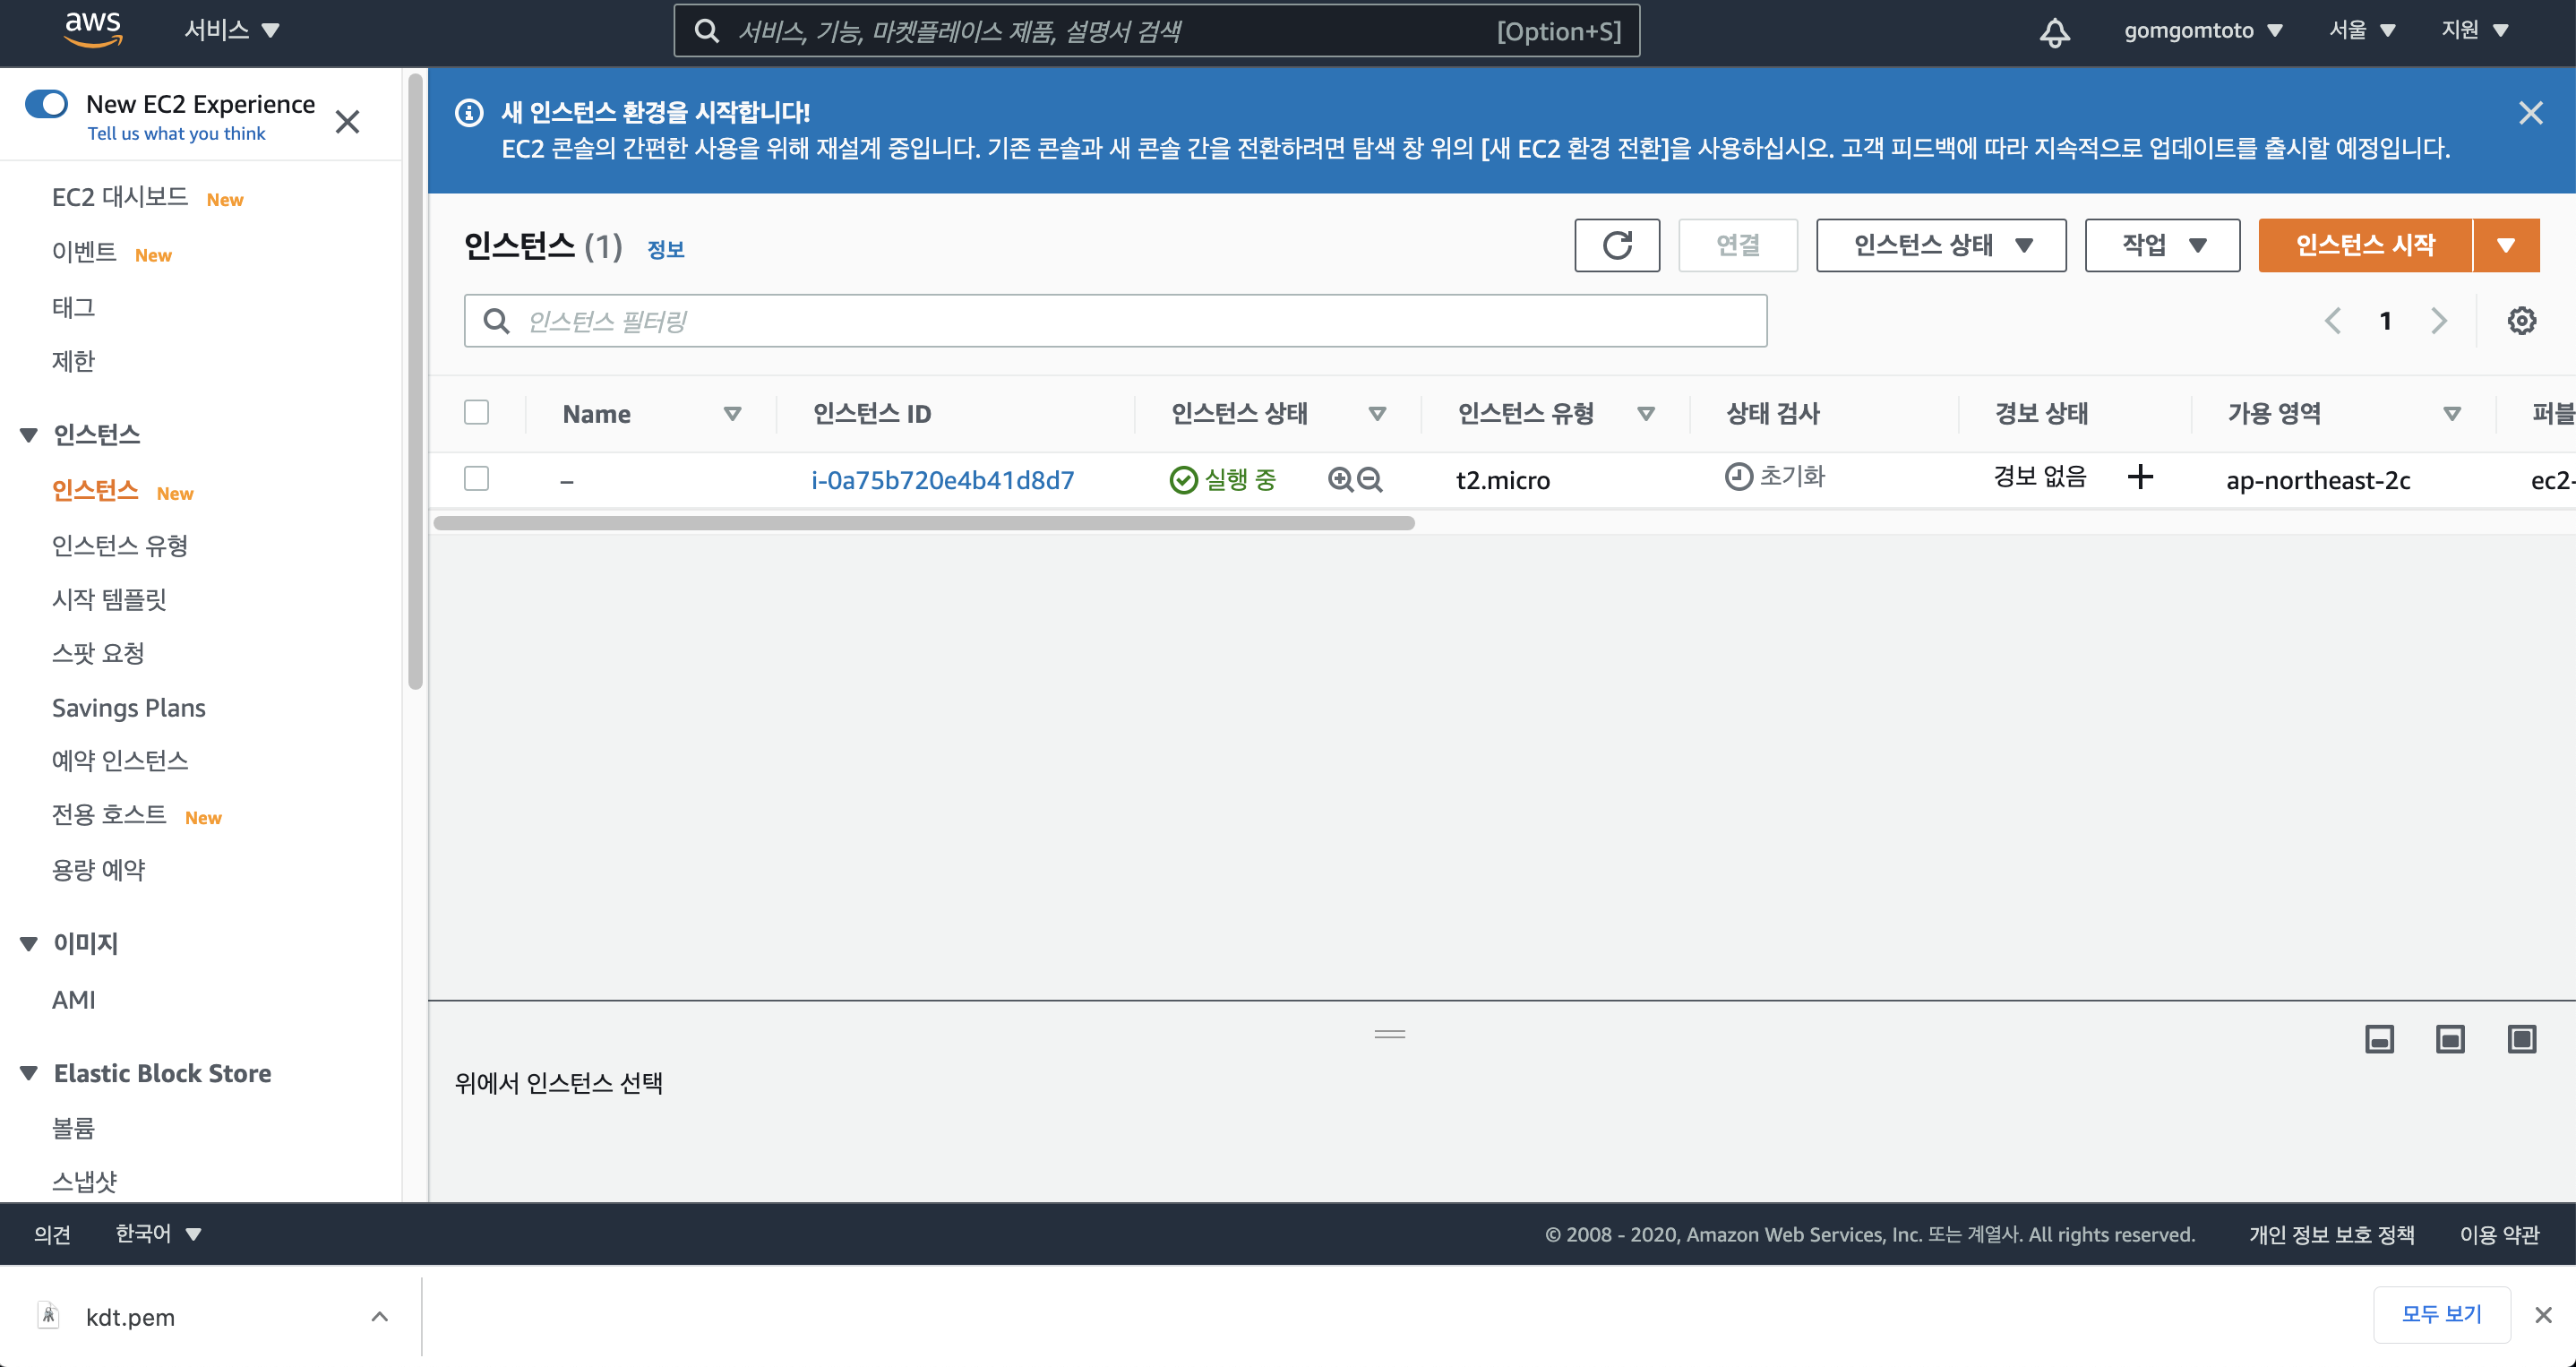 aws
서비스
서비스, 기능, 마켓플레이스 제품, 설명서 검색
[Option+S]
gomgomtoto
서울
지원
New EC2 Experience
Tell us what you think
EC2 대시보드 New
이벤트 New
태그
제한
인스턴스
인스턴스 New
인스턴스 유형
시작 템플릿
스팟 요청
Savings Plans
예약 인스턴스
전용 호스트 New
용량 예약
이미지
AMI
Elastic Block Store
볼륨
스냅샷
새 인스턴스 환경을 시작합니다!
EC2 콘솔의 간편한 사용을 위해 재설계 중입니다. 기존 콘솔과 새 콘솔 간을 전환하려면 탐색 창 위의 [새 EC2 환경 전환]을 사용하십시오. 고객 피드백에 따라 지속적으로 업데이트를 출시할 예정입니다.
인스턴스 (1) 정보
연결
인스턴스 상태
작업
인스턴스 시작
인스턴스 필터링
1
Name 인스턴스 ID 인스턴스 상태 인스턴스 유형 상태 검사 경보 상태 가용 영역 퍼블
– i-0a75b720e4b41d8d7 실행 중 t2.micro 초기화 경보 없음 + ap-northeast-2c ec2-
위에서 인스턴스 선택
의견
한국어
© 2008 - 2020, Amazon Web Services, Inc. 또는 계열사. All rights reserved.
개인 정보 보호 정책
이용 약관
kdt.pem
모두 보기